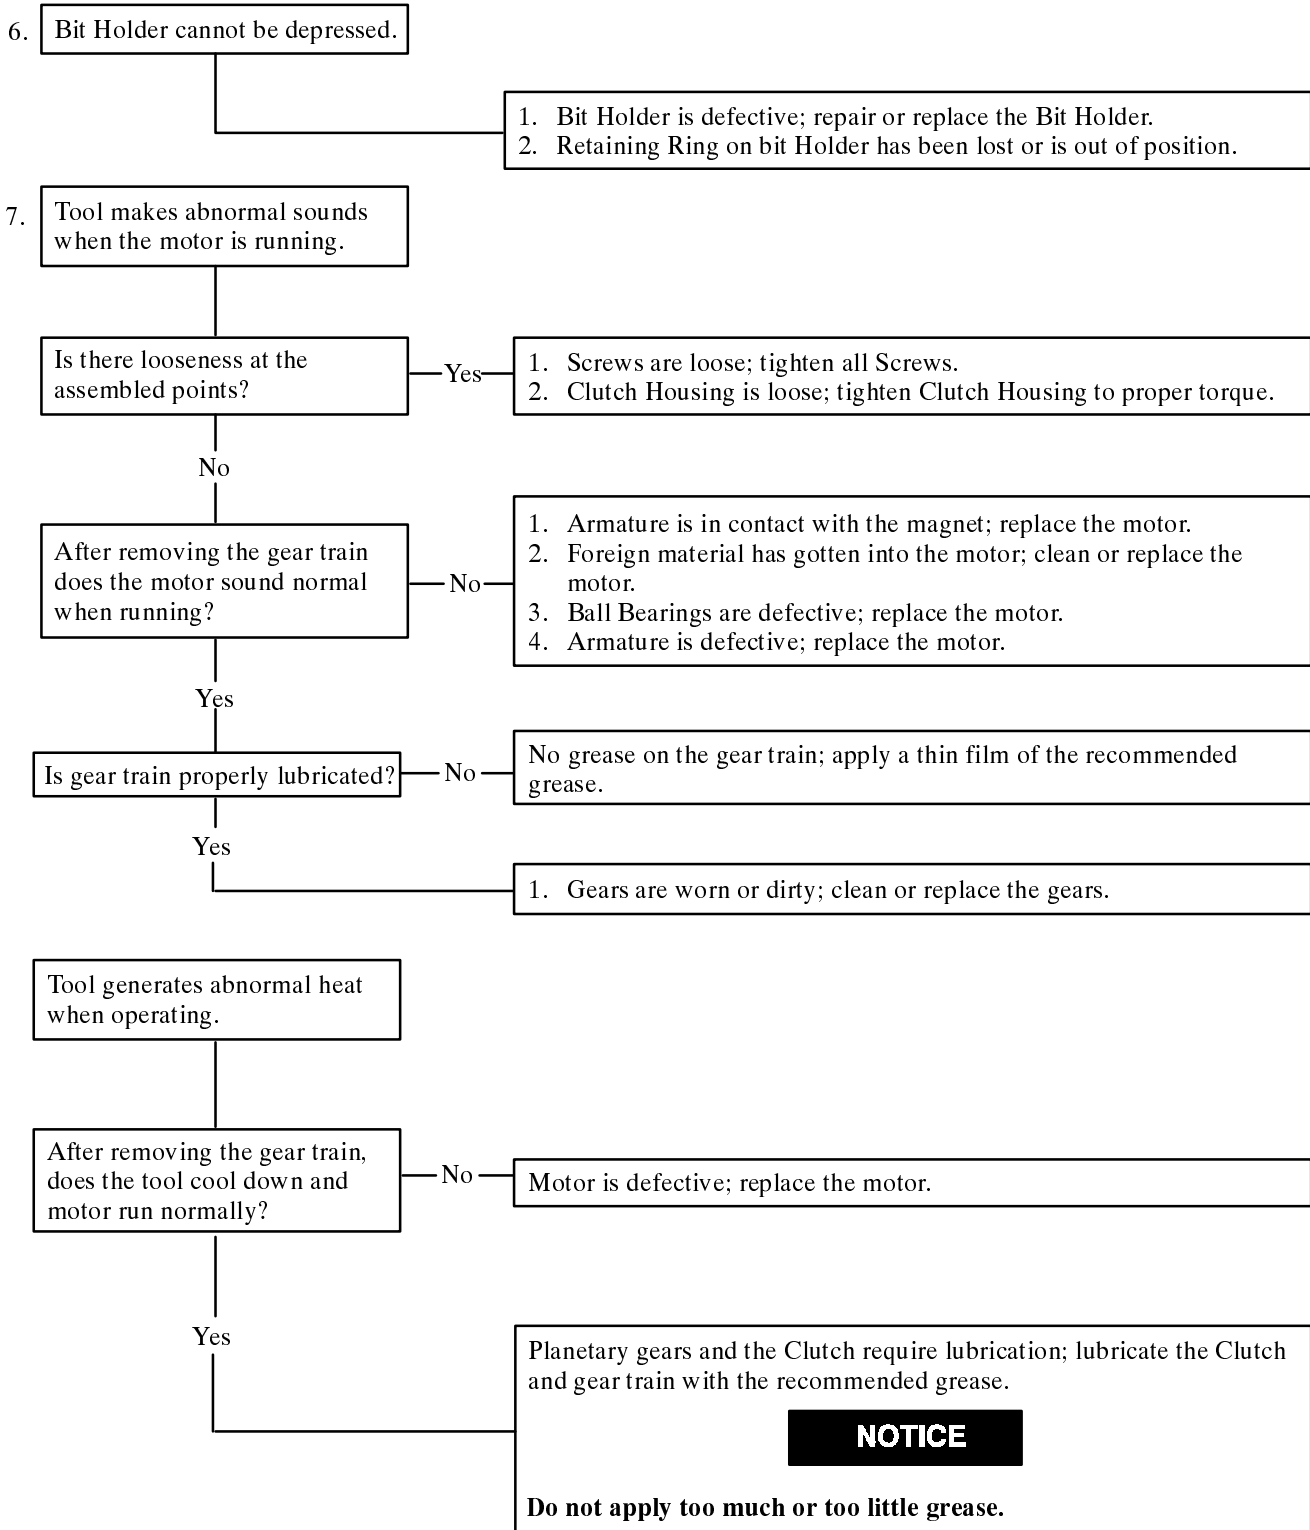 6. Bit Holder cannot be depressed.
1. Bit Holder is defective; repair or replace the Bit Holder.
2. Retaining Ring on bit Holder has been lost or is out of position.
7. Tool makes abnormal sounds
when the motor is running.
Is there looseness at the
assembled points?
Yes
1. Screws are loose; tighten all Screws.
2. Clutch Housing is loose; tighten Clutch Housing to proper torque.
No
After removing the gear train
does the motor sound normal
when running?
No
1. Armature is in contact with the magnet; replace the motor.
2. Foreign material has gotten into the motor; clean or replace the
motor.
3. Ball Bearings are defective; replace the motor.
4. Armature is defective; replace the motor.
Yes
Is gear train properly lubricated?
No
No grease on the gear train; apply a thin film of the recommended
grease.
Yes
1. Gears are worn or dirty; clean or replace the gears.
Tool generates abnormal heat
when operating.
After removing the gear train,
does the tool cool down and
motor run normally?
No
Motor is defective; replace the motor.
Yes
Planetary gears and the Clutch require lubrication; lubricate the Clutch
and gear train with the recommended grease.
NOTICE
Do not apply too much or too little grease.